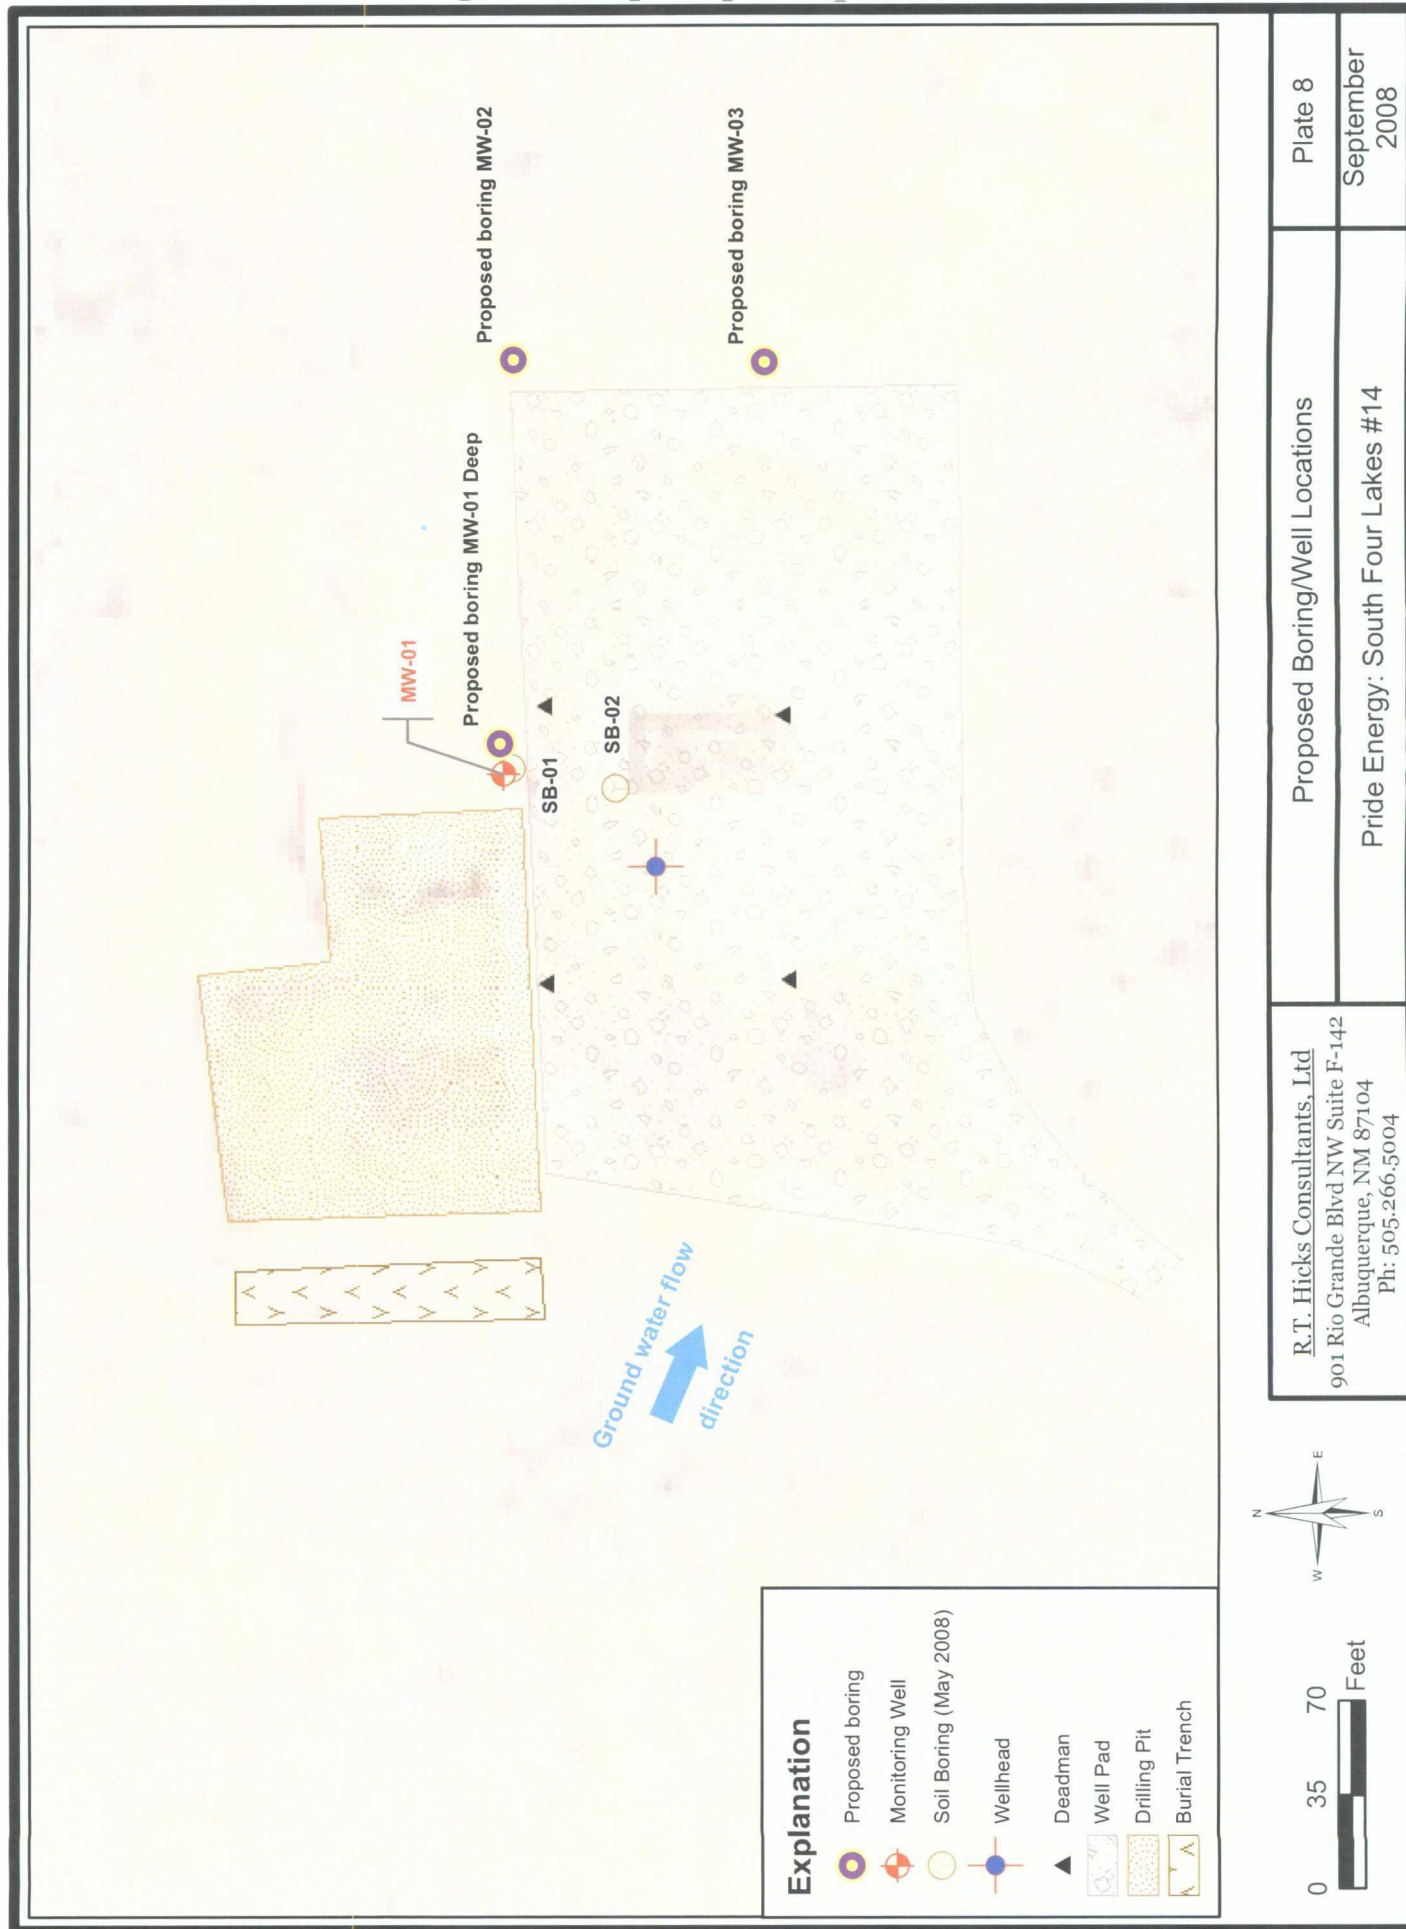 MW-01
Proposed boring MW-01 Deep
Proposed boring MW-02
SB-01
SB-02
Proposed boring MW-03
Ground water flow
direction
Explanation
Proposed boring
Monitoring Well
Soil Boring (May 2008)
Wellhead
Deadman
Well Pad
Drilling Pit
Burial Trench
0 35 70
Feet
N
W E
S
R.T. Hicks Consultants, Ltd
901 Rio Grande Blvd NW Suite F-142
Albuquerque, NM 87104
Ph: 505.266.5004
Proposed Boring/Well Locations
Pride Energy: South Four Lakes #14
Plate 8
September
2008